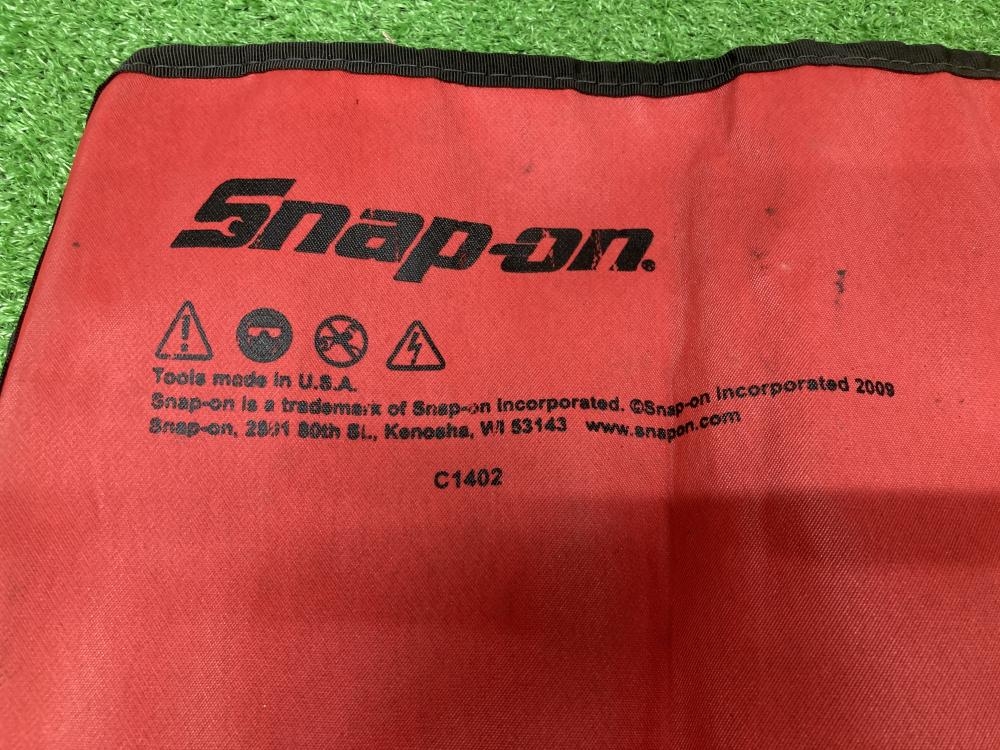 Snap-on®
Tools made in U.S.A.
Snap-on is a trademark of Snap-on Incorporated. ©Snap-on Incorporated 2009
Snap-on, 2801 80th St., Kenosha, WI 53143 www.snapon.com
C1402